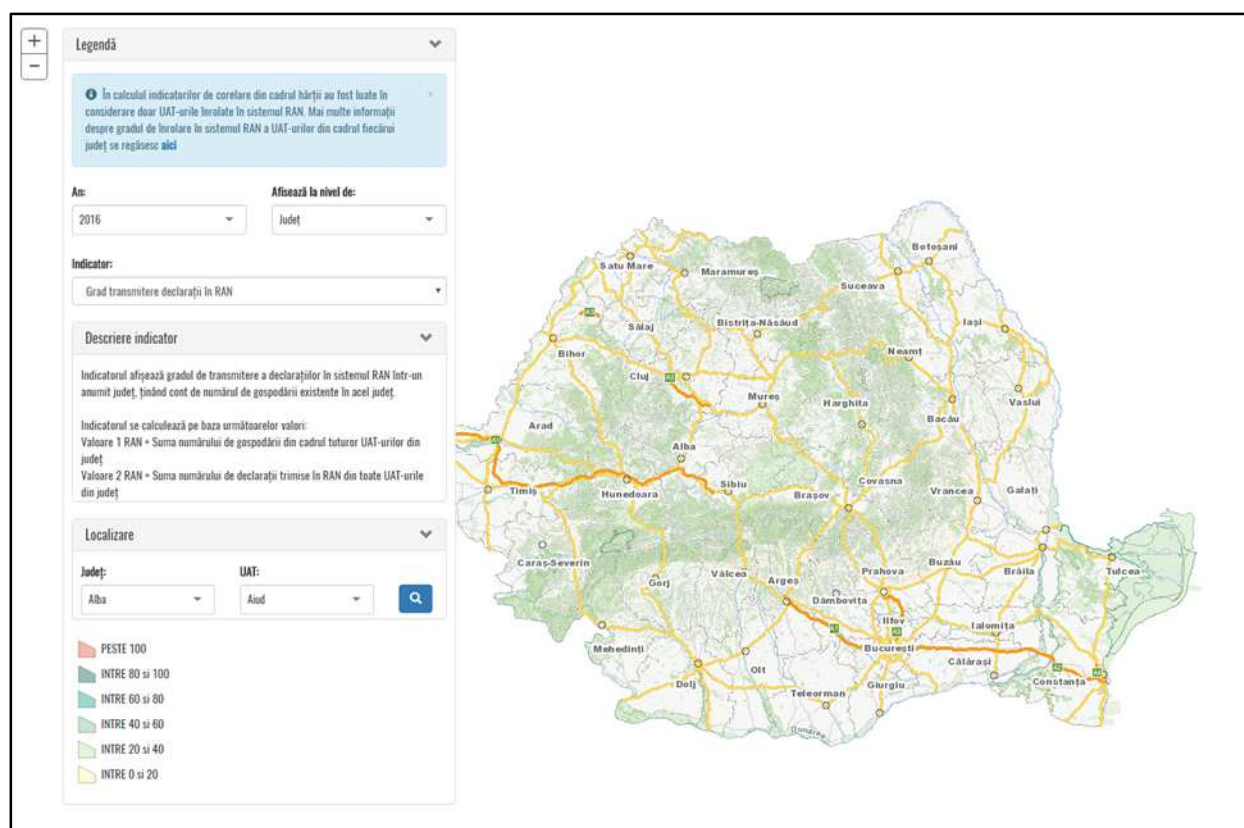 +
−
Legendă
În calculul indicatorilor de corelare din cadrul hărții au fost luate în
considerare doar UAT-urile înrolate în sistemul RAN. Mai multe informații
despre gradul de înrolare în sistemul RAN a UAT-urilor din cadrul fiecărui
județ se regăsesc aici
×
An:
Afisează la nivel de:
2016
Județ
Indicator:
Grad transmitere declarații în RAN
Descriere indicator
Indicatorul afișează gradul de transmitere a declarațiilor în sistemul RAN într-un
anumit județ, ținând cont de numărul de gospodării existente în acel județ.
Indicatorul se calculează pe baza următoarelor valori:
Valoare 1 RAN = Suma numărului de gospodării din cadrul tuturor UAT-urilor din
județ
Valoare 2 RAN = Suma numărului de declarații trimise în RAN din toate UAT-urile
din județ
Localizare
Județ:
UAT:
Alba
Aiud
PESTE 100
INTRE 80 si 100
INTRE 60 si 80
INTRE 40 si 60
INTRE 20 si 40
INTRE 0 si 20
Botoșani
Satu Mare
Maramureș
Suceava
A3
Sălaj
Bistrița-Năsăud
Iași
Bihor
Neamț
Cluj
A3
Mureș
Harghita
Vaslui
Bacău
Arad
A1
Alba
Timiș
Hunedoara
Sibiu
Brașov
Covasna
Vrancea
Galați
Caraș-Severin
Gorj
Vâlcea
Argeș
Prahova
Buzău
Brăila
Tulcea
Dâmbovița
A1
Ilfov
A3
Ialomița
Mehedinți
București
Olt
Călărași
A2
A4
Constanța
Dolj
Teleorman
Giurgiu
Dunărea